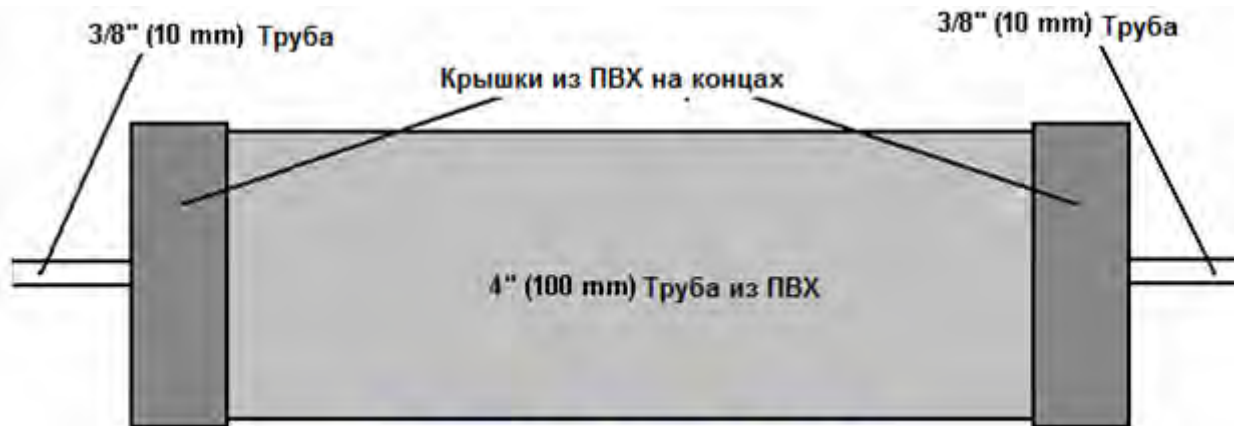 3/8" (10 mm) Труба
3/8" (10 mm) Труба
Крышки из ПВХ на концах
4" (100 mm) Труба из ПВХ